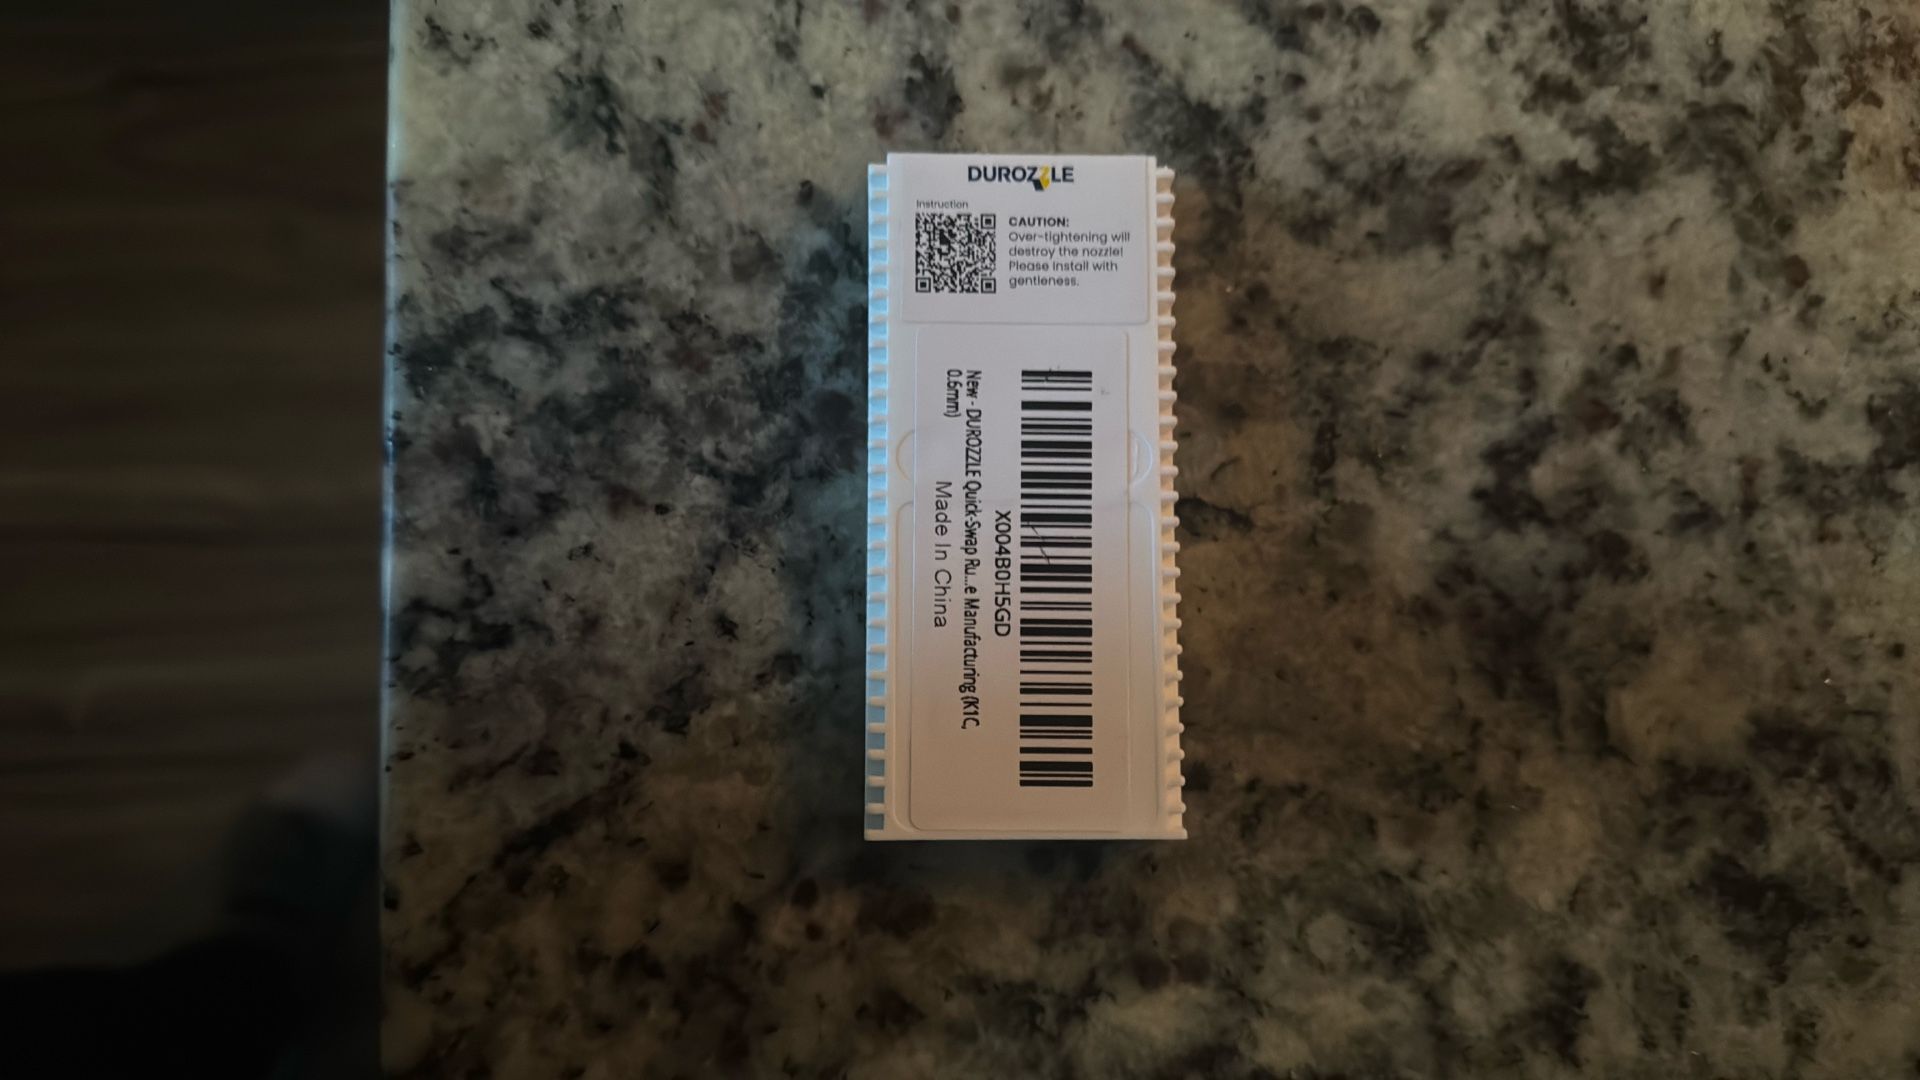 DUROZZLE
Instruction
CAUTION:
Over-tightening will
destroy the nozzle!
Please install with
gentleness.
X004B0H5GD
New - DUROZZLE Quick-Swap Ru...e Manufacturing (K1C,
0.6mm)
Made In China